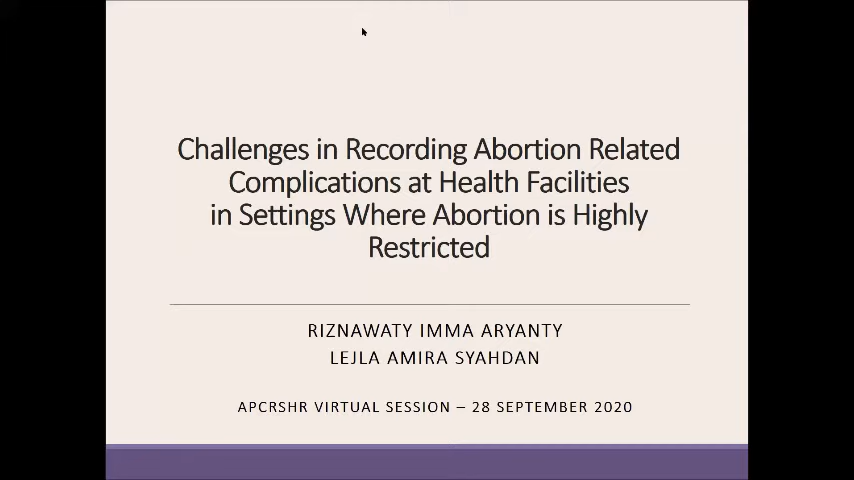 Challenges in Recording Abortion Related
Complications at Health Facilities
in Settings Where Abortion is Highly
Restricted
RIZNAWATY IMMA ARYANTY
LEJLA AMIRA SYAHDAN
APCRSHR VIRTUAL SESSION – 28 SEPTEMBER 2020